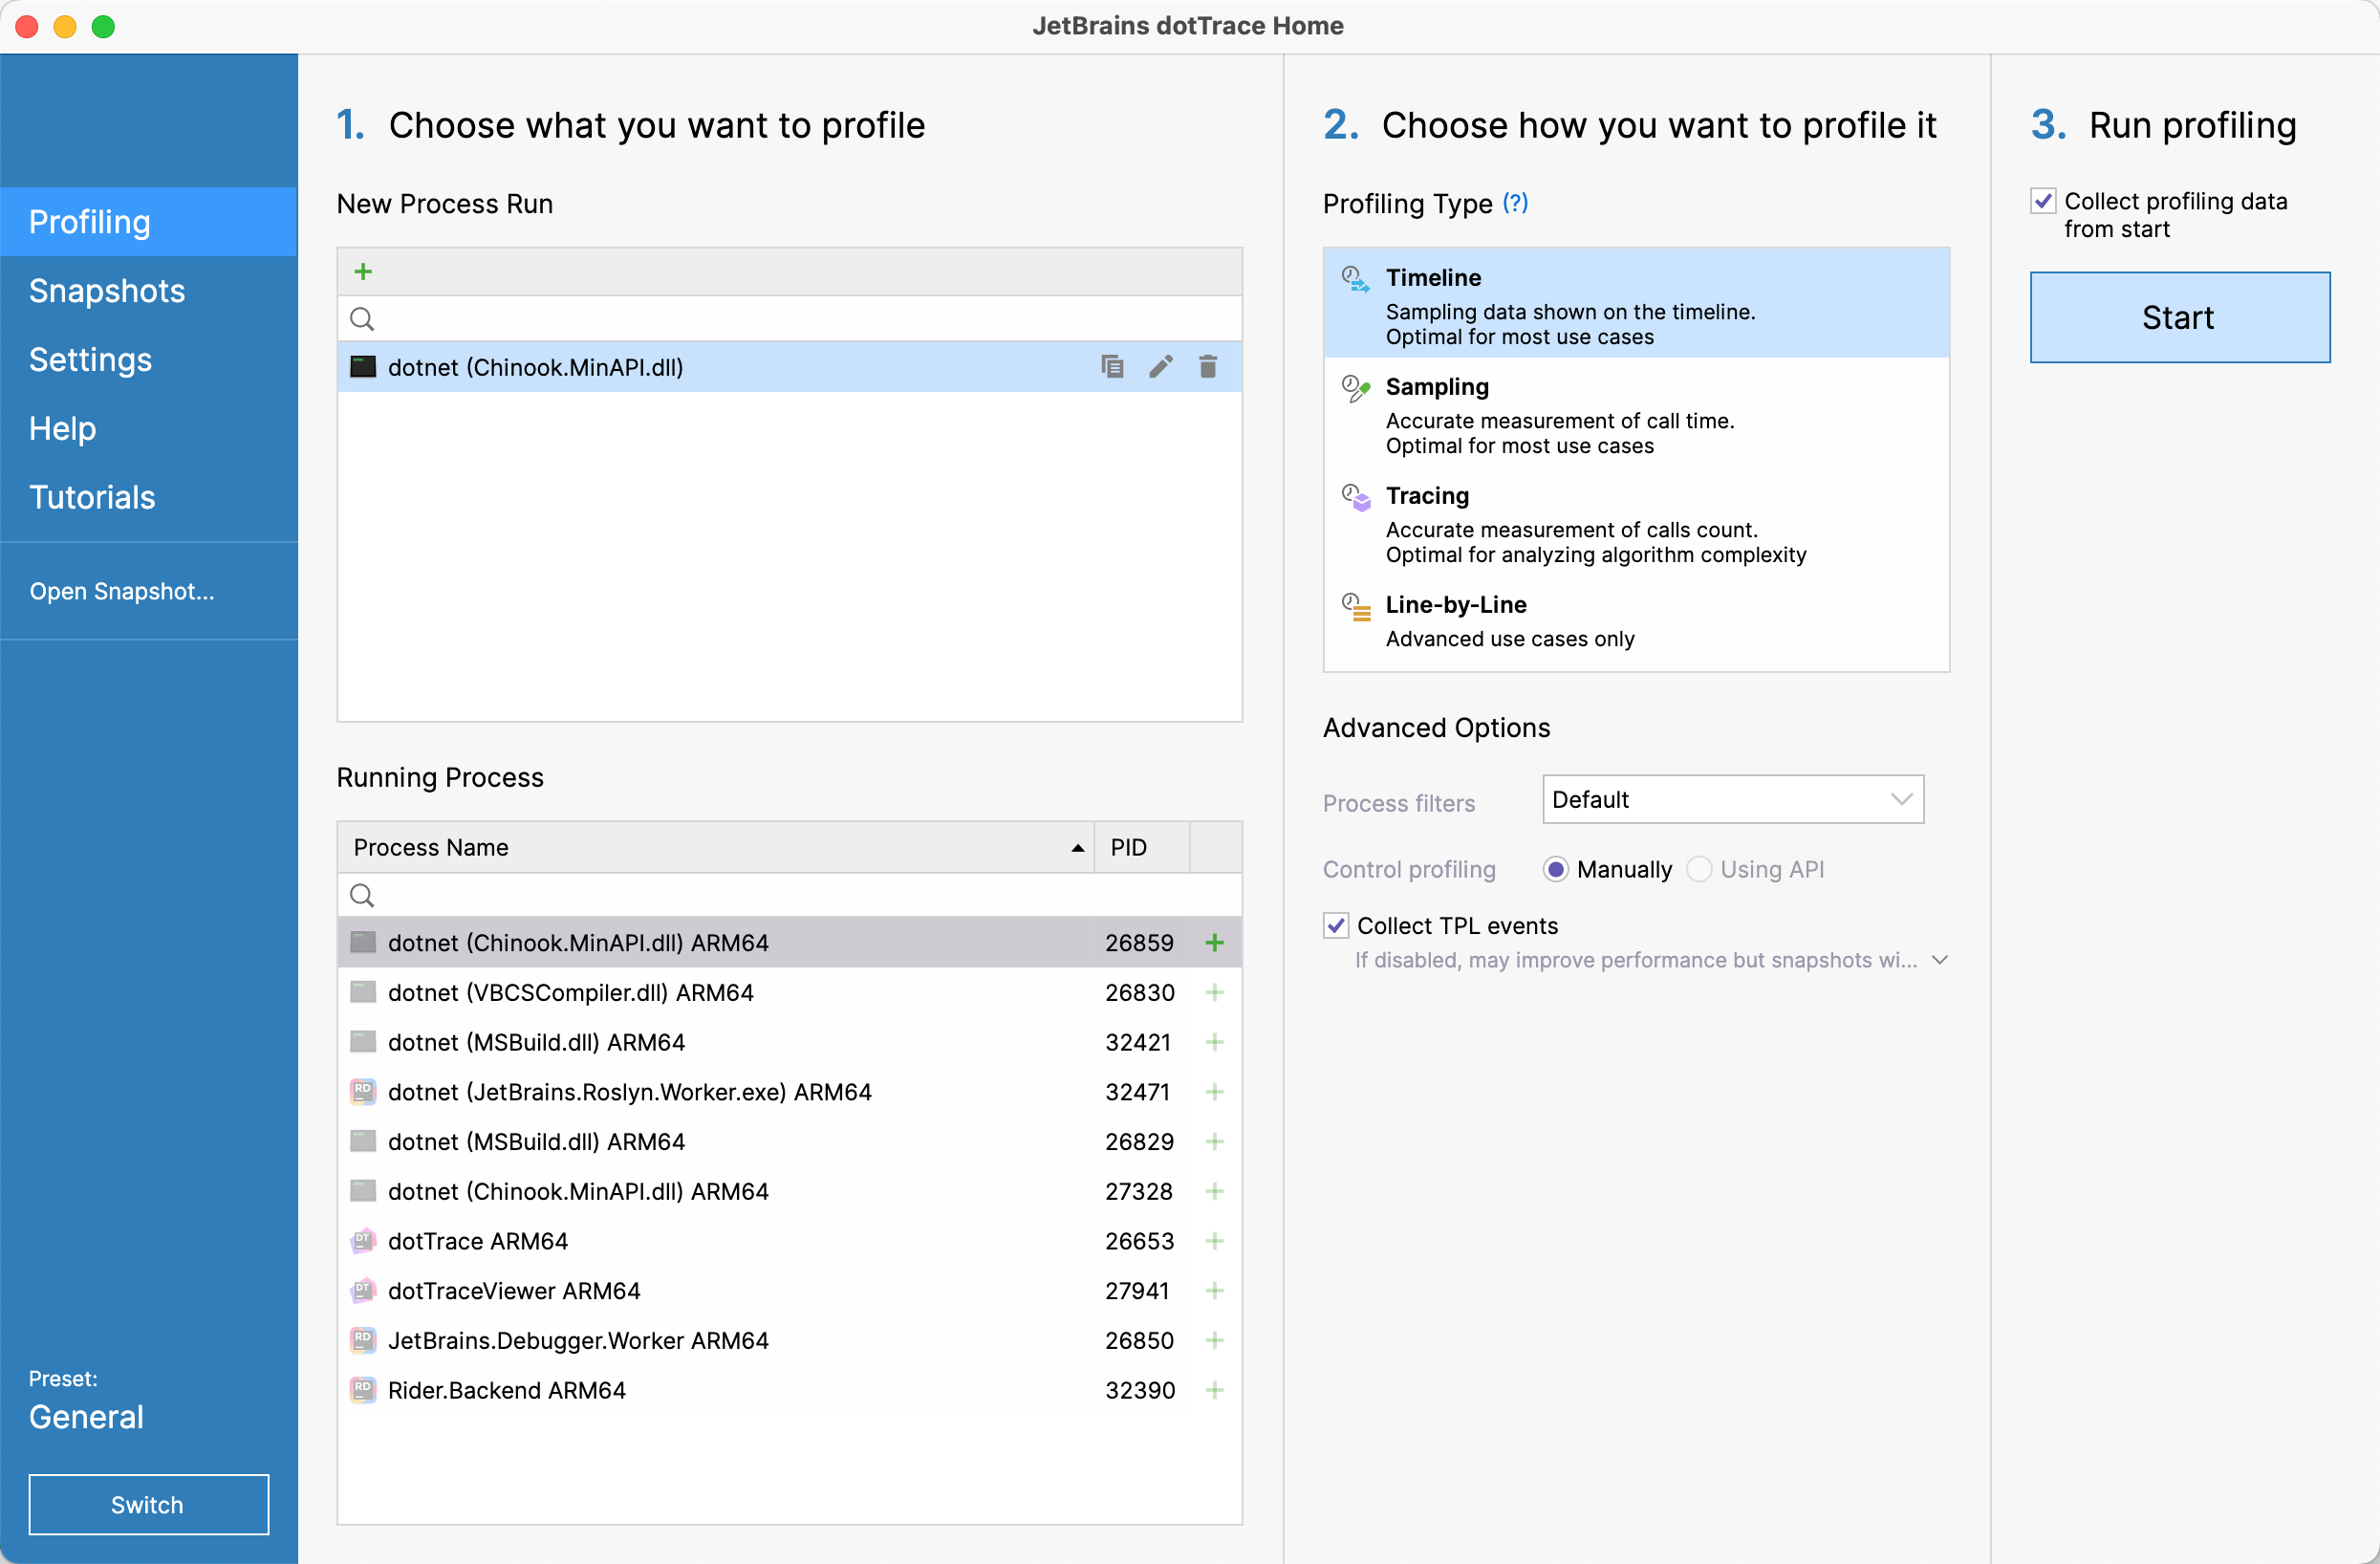 JetBrains dotTrace Home
Profiling
Snapshots
Settings
Help
Tutorials
Open Snapshot...
Preset:
General
Switch
1. Choose what you want to profile
New Process Run
dotnet (Chinook.MinAPI.dll)
Running Process
Process Name PID
dotnet (Chinook.MinAPI.dll) ARM64 26859
dotnet (VBCSCompiler.dll) ARM64 26830
dotnet (MSBuild.dll) ARM64 32421
dotnet (JetBrains.Roslyn.Worker.exe) ARM64 32471
dotnet (MSBuild.dll) ARM64 26829
dotnet (Chinook.MinAPI.dll) ARM64 27328
dotTrace ARM64 26653
dotTraceViewer ARM64 27941
JetBrains.Debugger.Worker ARM64 26850
Rider.Backend ARM64 32390
2. Choose how you want to profile it
Profiling Type (?)
Timeline
Sampling data shown on the timeline.
Optimal for most use cases
Sampling
Accurate measurement of call time.
Optimal for most use cases
Tracing
Accurate measurement of calls count.
Optimal for analyzing algorithm complexity
Line-by-Line
Advanced use cases only
Advanced Options
Process filters Default
Control profiling Manually Using API
Collect TPL events
If disabled, may improve performance but snapshots wi...
3. Run profiling
Collect profiling data
from start
Start